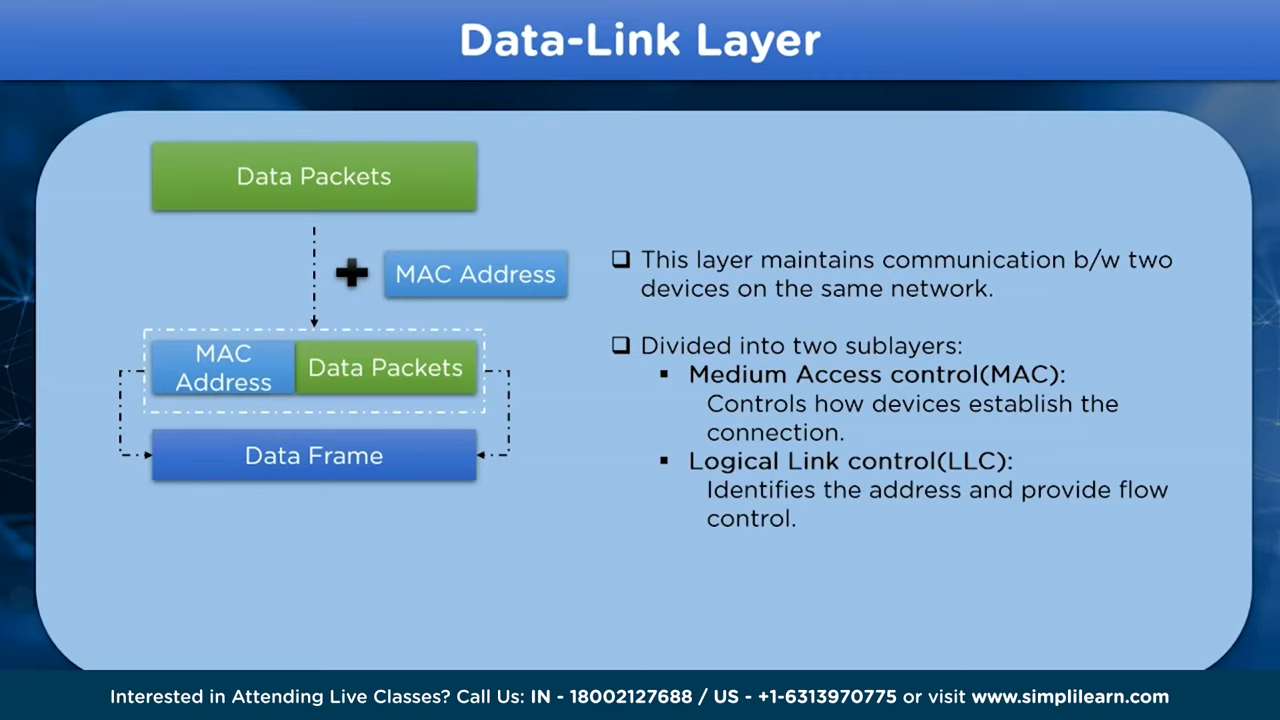 Data-Link Layer
Data Packets
MAC Address
MAC
Address
Data Packets
Data Frame
This layer maintains communication b/w two
devices on the same network.
Divided into two sublayers:
Medium Access control(MAC):
Controls how devices establish the
connection.
Logical Link control(LLC):
Identifies the address and provide flow
control.
Interested in Attending Live Classes? Call Us: IN - 18002127688 / US - +1-6313970775 or visit www.simplilearn.com